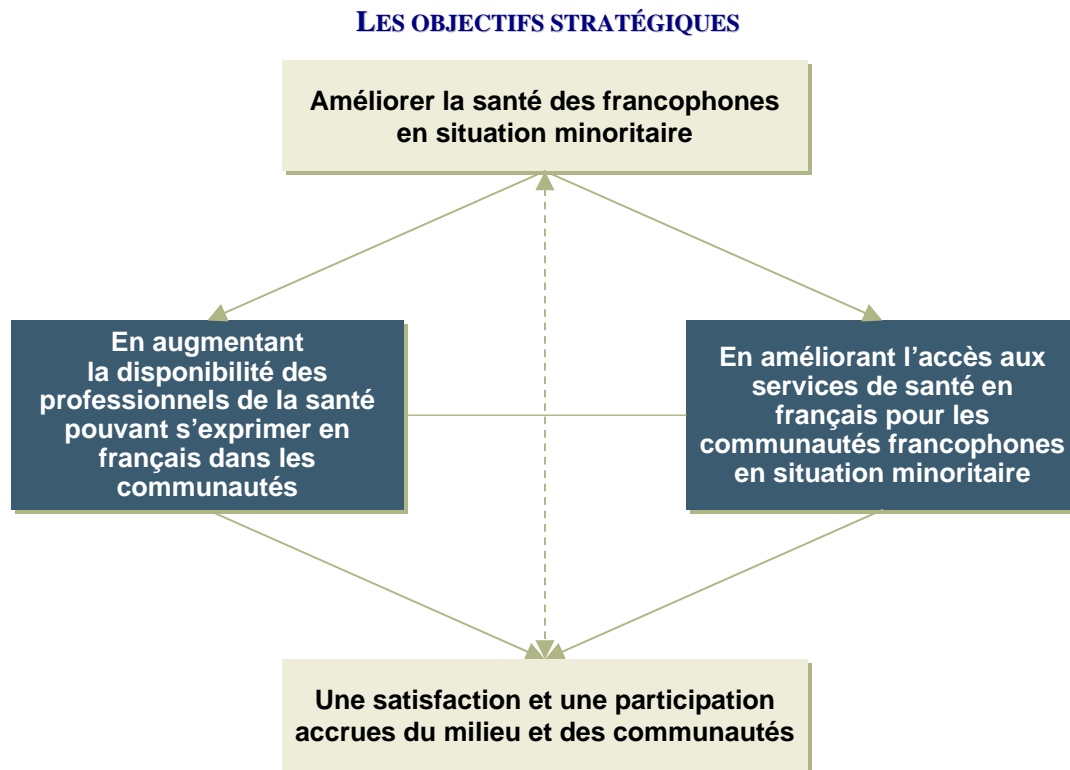 LES OBJECTIFS STRATÉGIQUES
Améliorer la santé des francophones
en situation minoritaire
En augmentant
la disponibilité des
professionnels de la santé
pouvant s’exprimer en
français dans les
communautés
En améliorant l’accès aux
services de santé en
français pour les
communautés francophones
en situation minoritaire
Une satisfaction et une participation
accrues du milieu et des communautés